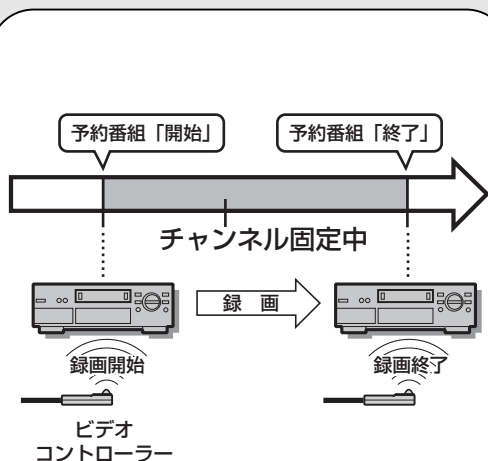 予約番組「開始」
予約番組「終了」
チャンネル固定中
録 画
録画開始
録画終了
ビデオ
コントローラー